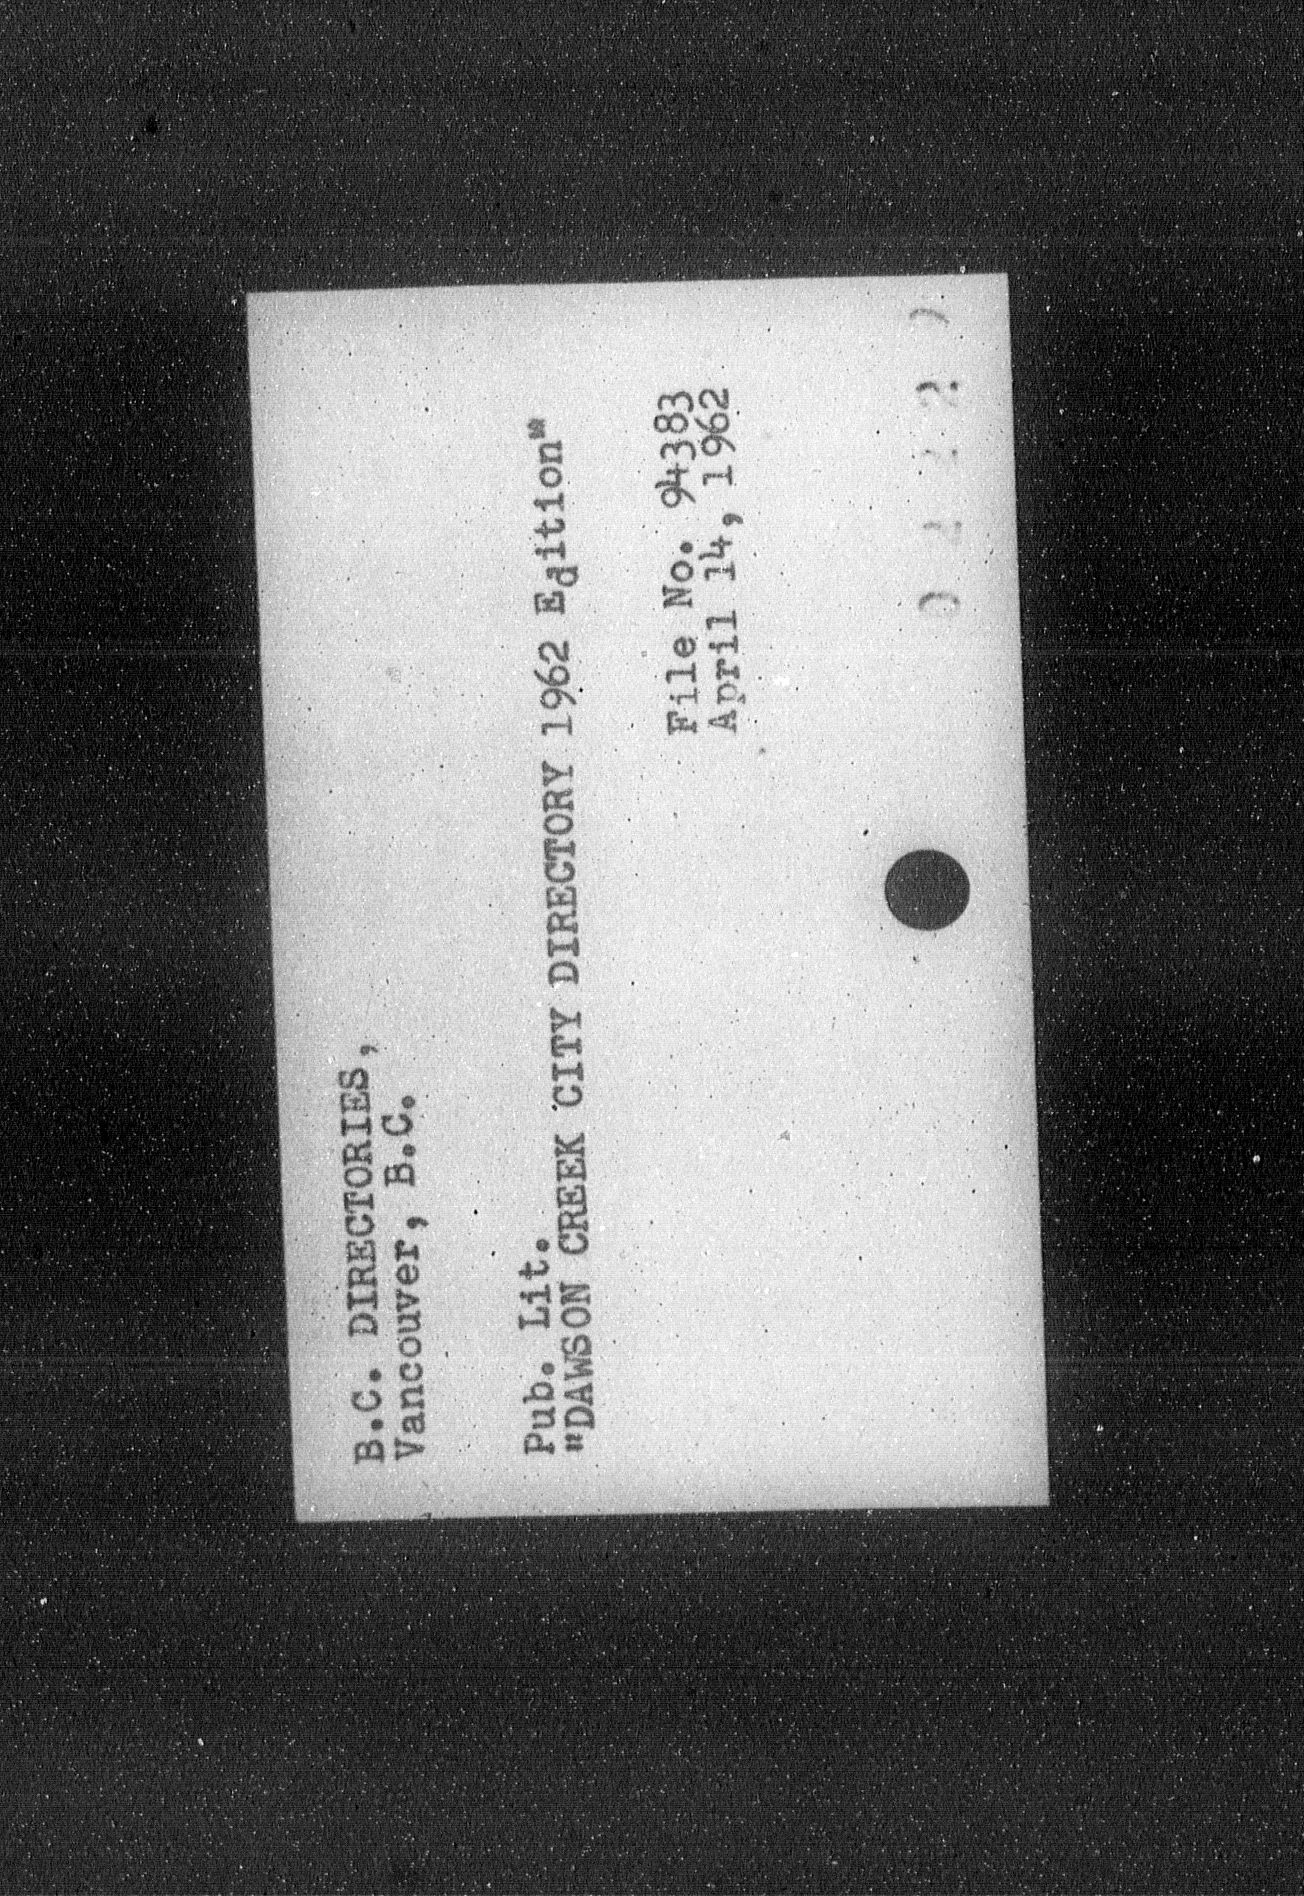 B.C. DIRECTORIES,
Vancouver, B.C.
Pub. Lit.
"DAWSON CREEK CITY DIRECTORY 1962 Edition"
File No. 94383
April 14, 1962